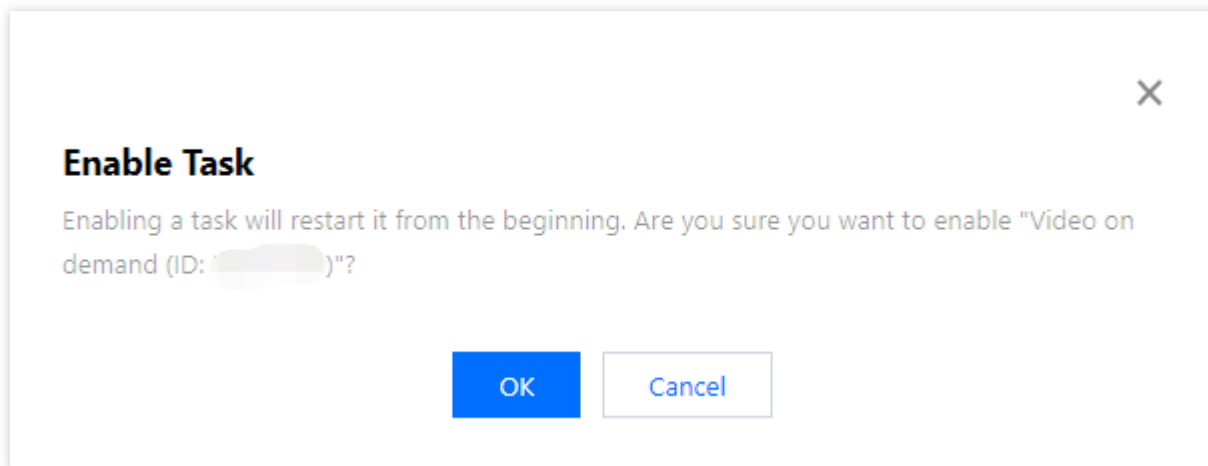 Enable Task
Enabling a task will restart it from the beginning. Are you sure you want to enable "Video on
demand (ID: )"?
OK Cancel